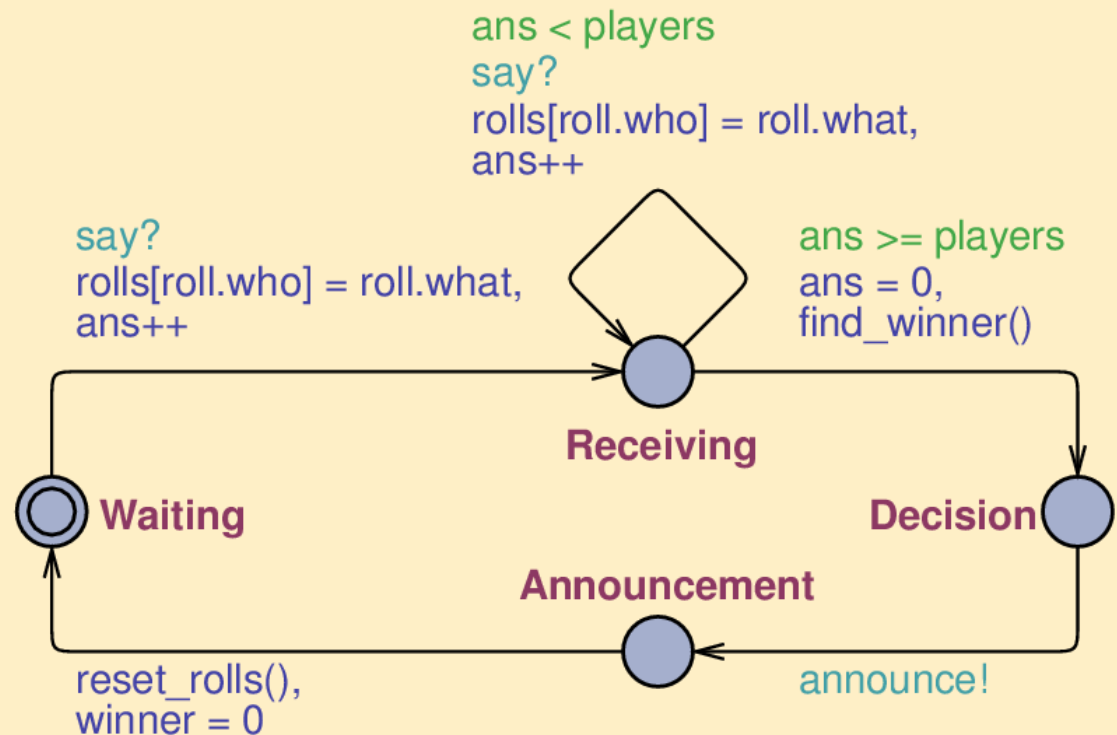 ans < players
say?
rolls[roll.who] = roll.what,
ans++
say?
rolls[roll.who] = roll.what,
ans++
ans >= players
ans = 0,
find_winner()
Receiving
Waiting
Decision
Announcement
reset_rolls(),
winner = 0
announce!